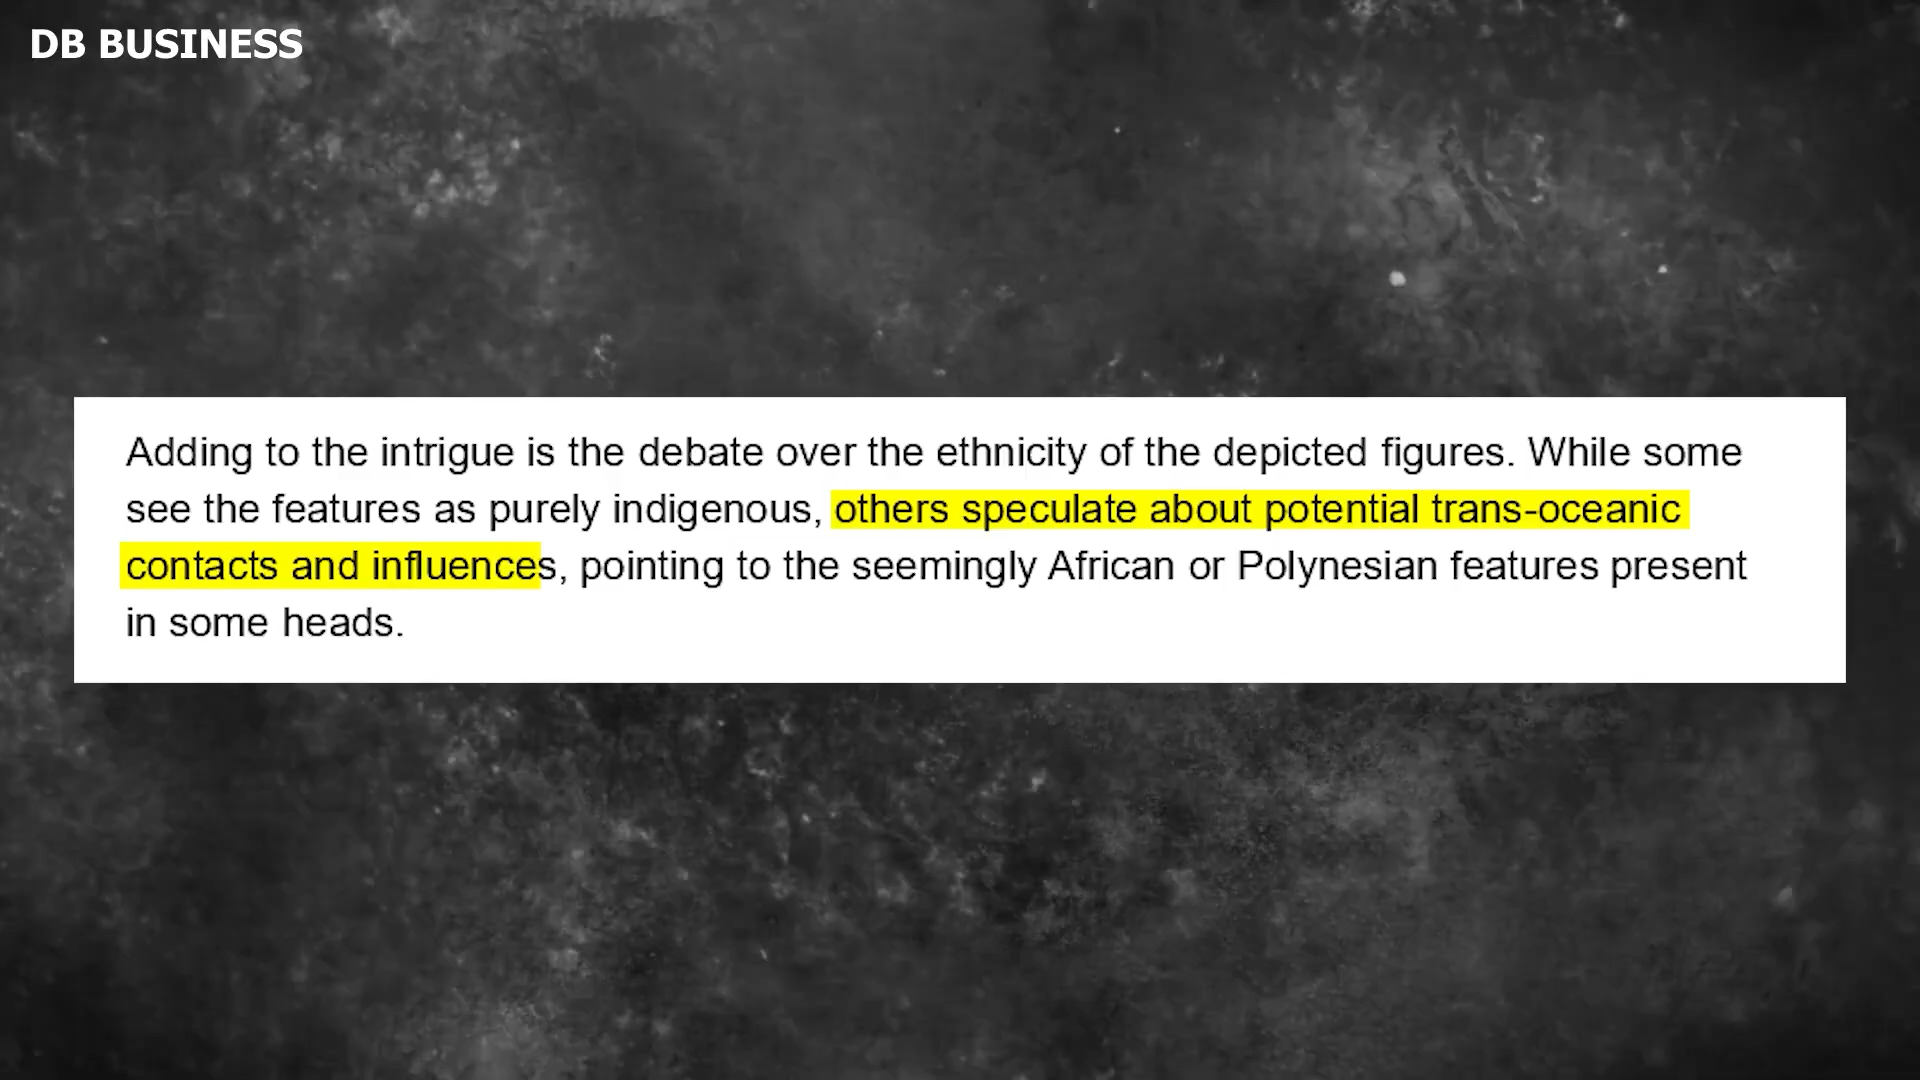 DB BUSINESS
Adding to the intrigue is the debate over the ethnicity of the depicted figures. While some
see the features as purely indigenous, others speculate about potential trans-oceanic
contacts and influences, pointing to the seemingly African or Polynesian features present
in some heads.